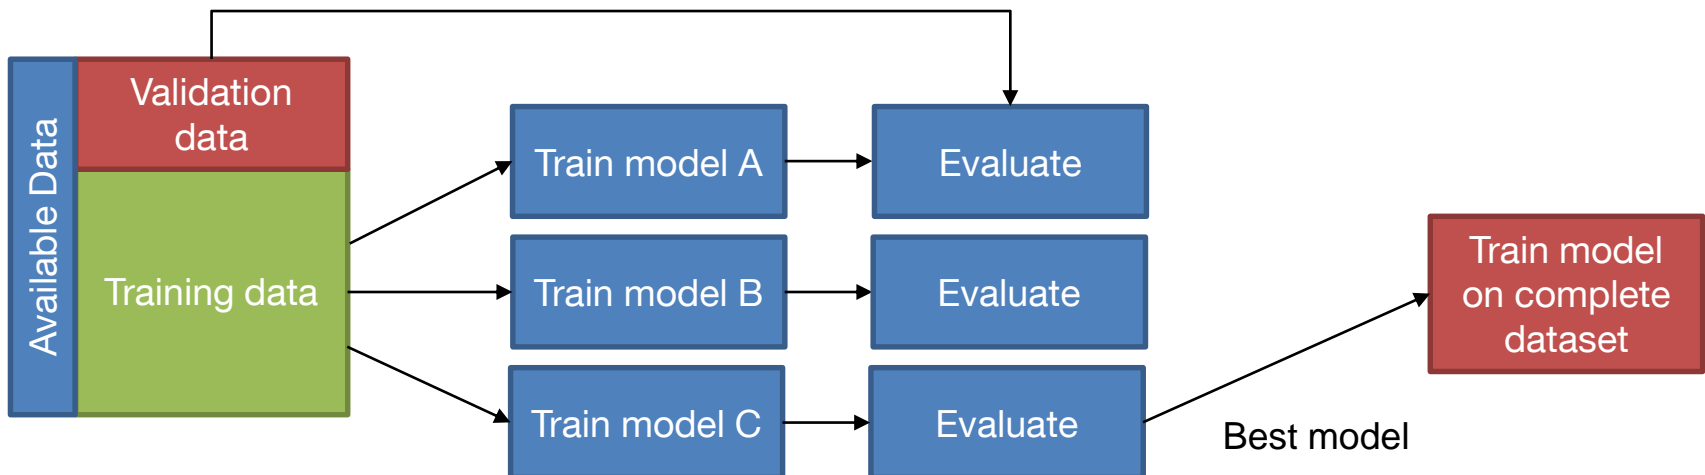 Available Data
Validation
data
Training data
Train model A
Evaluate
Train model B
Evaluate
Train model C
Evaluate
Best model
Train model
on complete
dataset